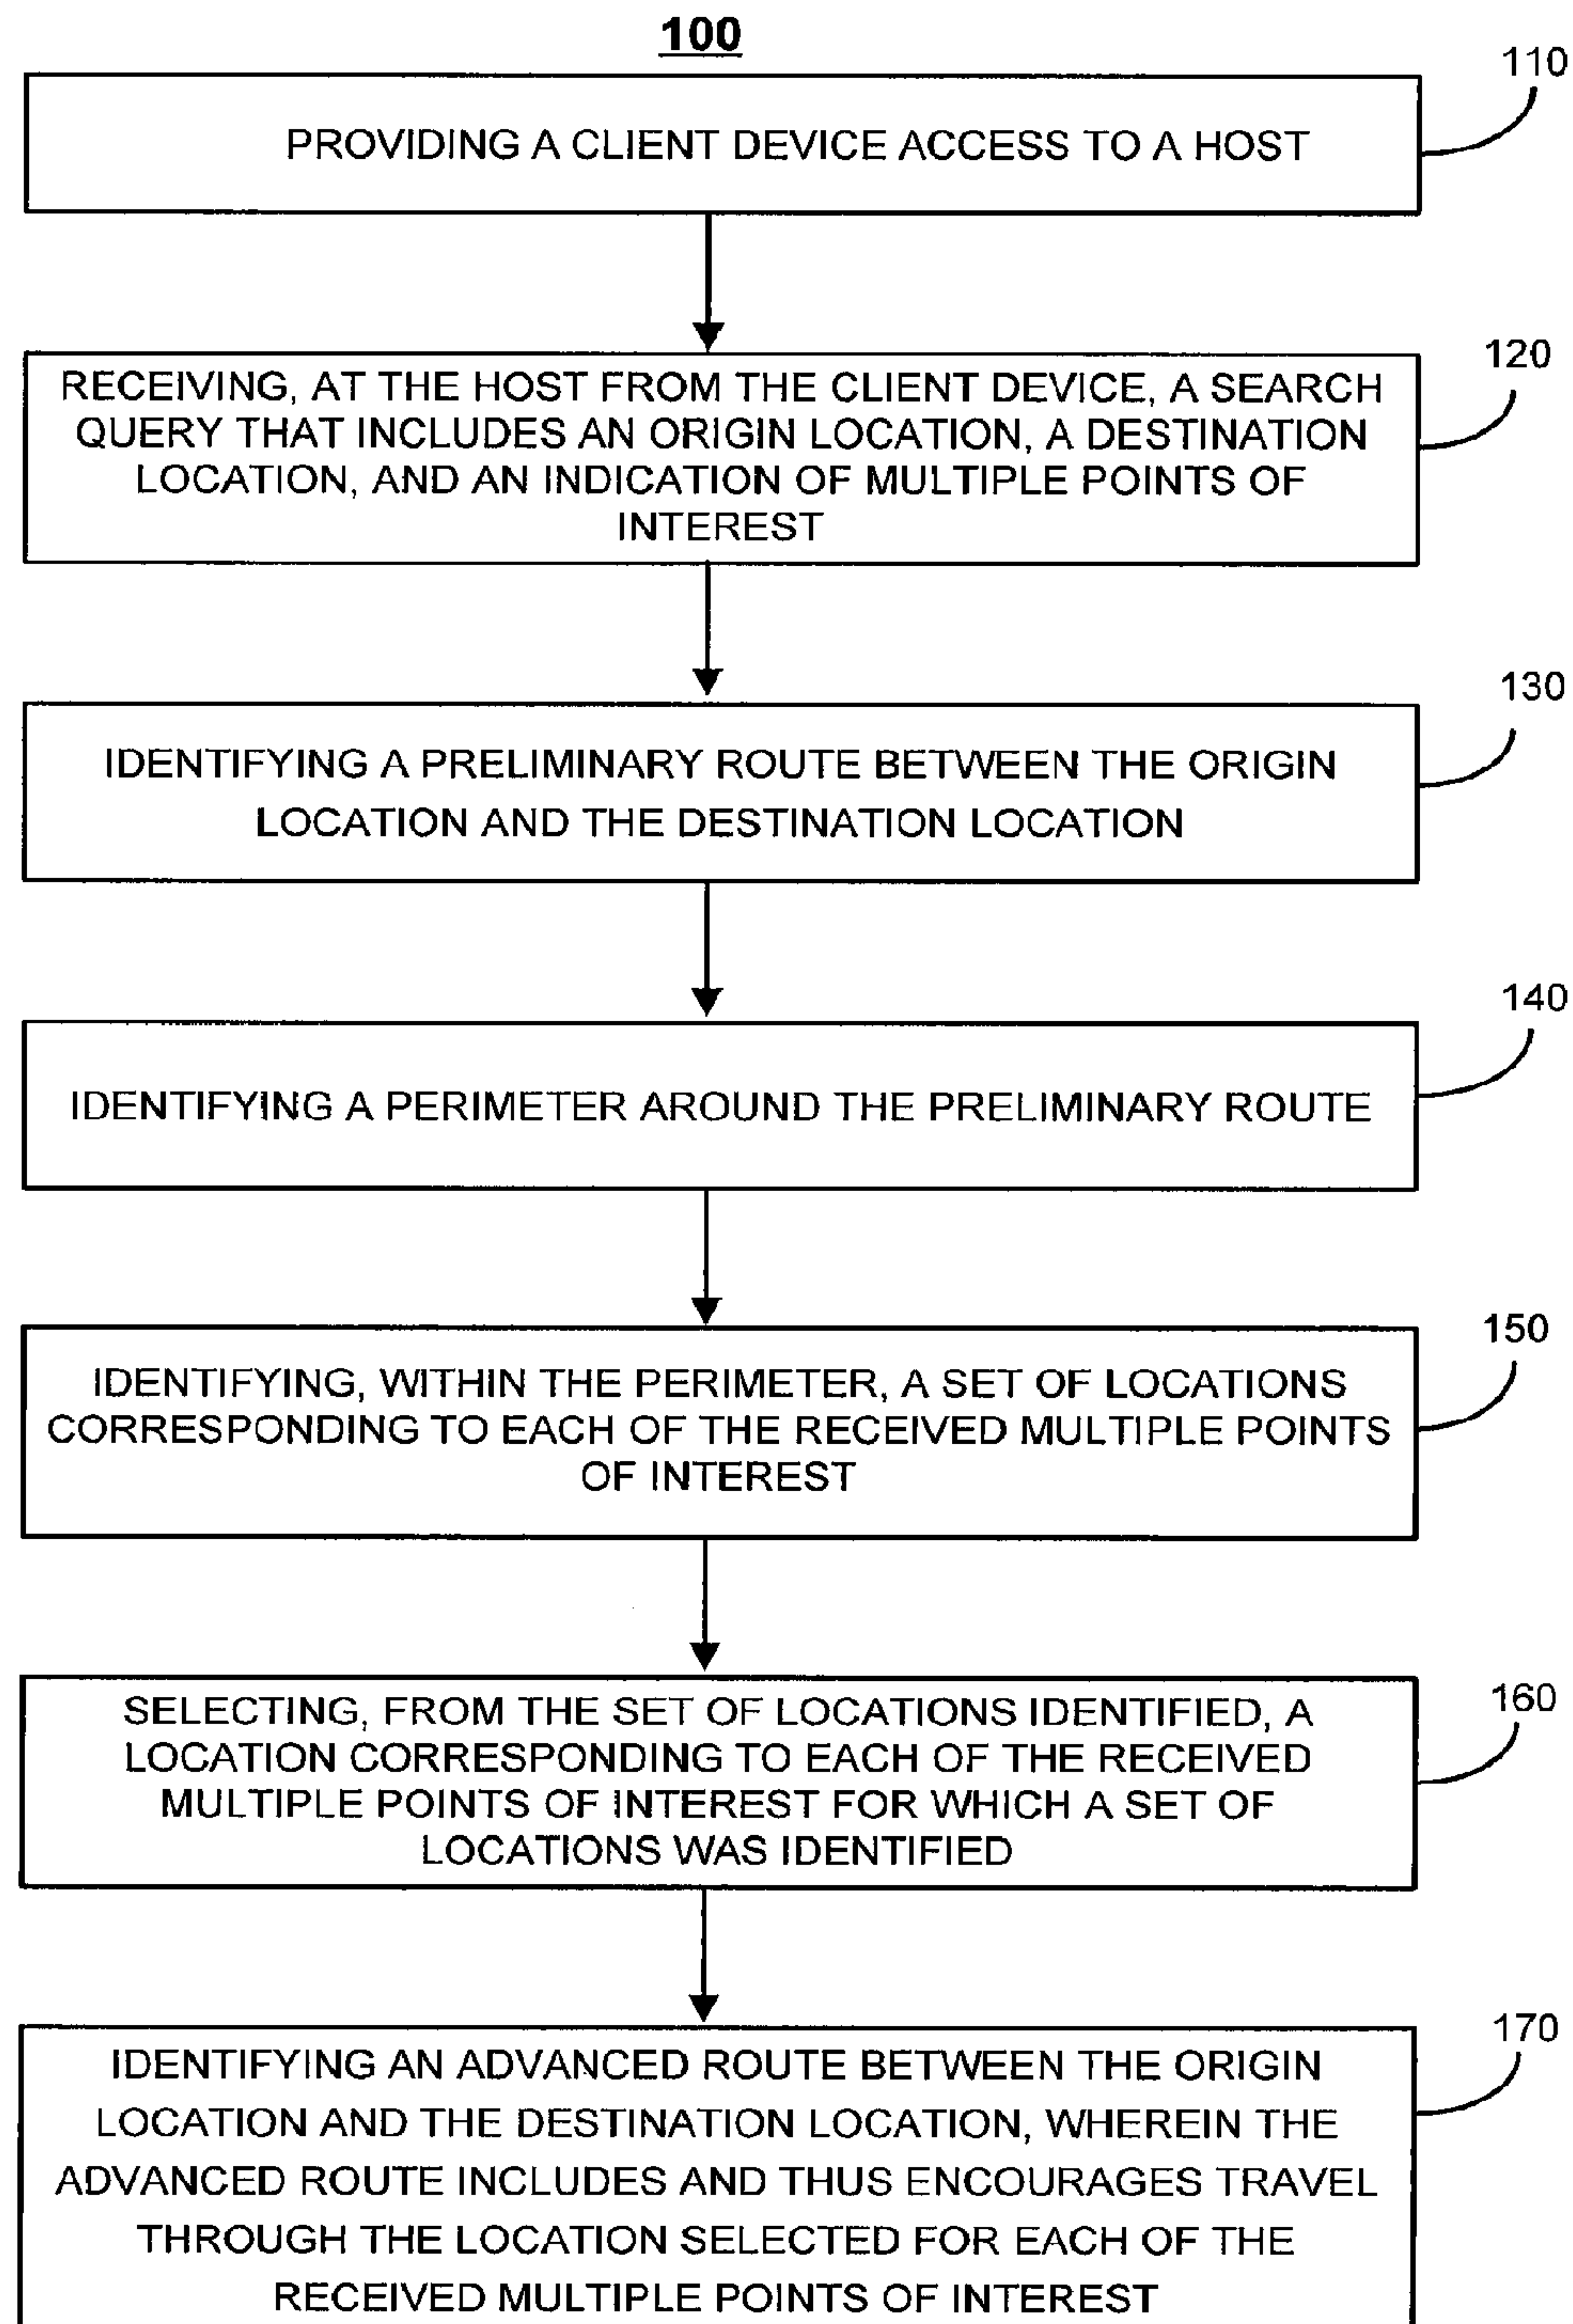 100
110
PROVIDING A CLIENT DEVICE ACCESS TO A HOST
120
RECEIVING, AT THE HOST FROM THE CLIENT DEVICE, A SEARCH
QUERY THAT INCLUDES AN ORIGIN LOCATION, A DESTINATION
LOCATION, AND AN INDICATION OF MULTIPLE POINTS OF
INTEREST
130
IDENTIFYING A PRELIMINARY ROUTE BETWEEN THE ORIGIN
LOCATION AND THE DESTINATION LOCATION
140
IDENTIFYING A PERIMETER AROUND THE PRELIMINARY ROUTE
150
IDENTIFYING, WITHIN THE PERIMETER, A SET OF LOCATIONS
CORRESPONDING TO EACH OF THE RECEIVED MULTIPLE POINTS
OF INTEREST
160
SELECTING, FROM THE SET OF LOCATIONS IDENTIFIED, A
LOCATION CORRESPONDING TO EACH OF THE RECEIVED
MULTIPLE POINTS OF INTEREST FOR WHICH A SET OF
LOCATIONS WAS IDENTIFIED
170
IDENTIFYING AN ADVANCED ROUTE BETWEEN THE ORIGIN
LOCATION AND THE DESTINATION LOCATION, WHEREIN THE
ADVANCED ROUTE INCLUDES AND THUS ENCOURAGES TRAVEL
THROUGH THE LOCATION SELECTED FOR EACH OF THE
RECEIVED MULTIPLE POINTS OF INTEREST